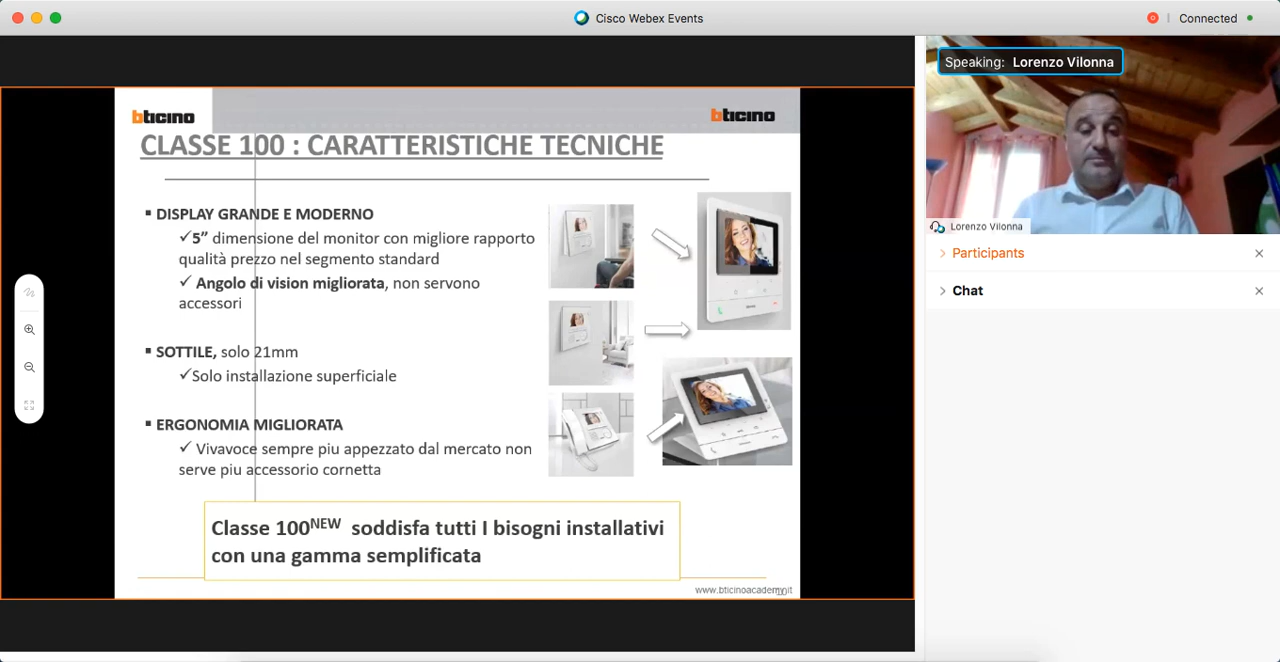 Cisco Webex Events
Connected
Speaking: Lorenzo Vilonna
Lorenzo Vilonna
Participants
Chat
bticino
bticino
CLASSE 100 : CARATTERISTICHE TECNICHE
▪ DISPLAY GRANDE E MODERNO
✓5” dimensione del monitor con migliore rapporto
qualità prezzo nel segmento standard
✓ Angolo di vision migliorata, non servono
accessori
▪ SOTTILE, solo 21mm
✓Solo installazione superficiale
▪ ERGONOMIA MIGLIORATA
✓ Vivavoce sempre piu appezzato dal mercato non
serve piu accessorio cornetta
Classe 100NEW soddisfa tutti I bisogni installativi
con una gamma semplificata
www.bticinoacademy.it